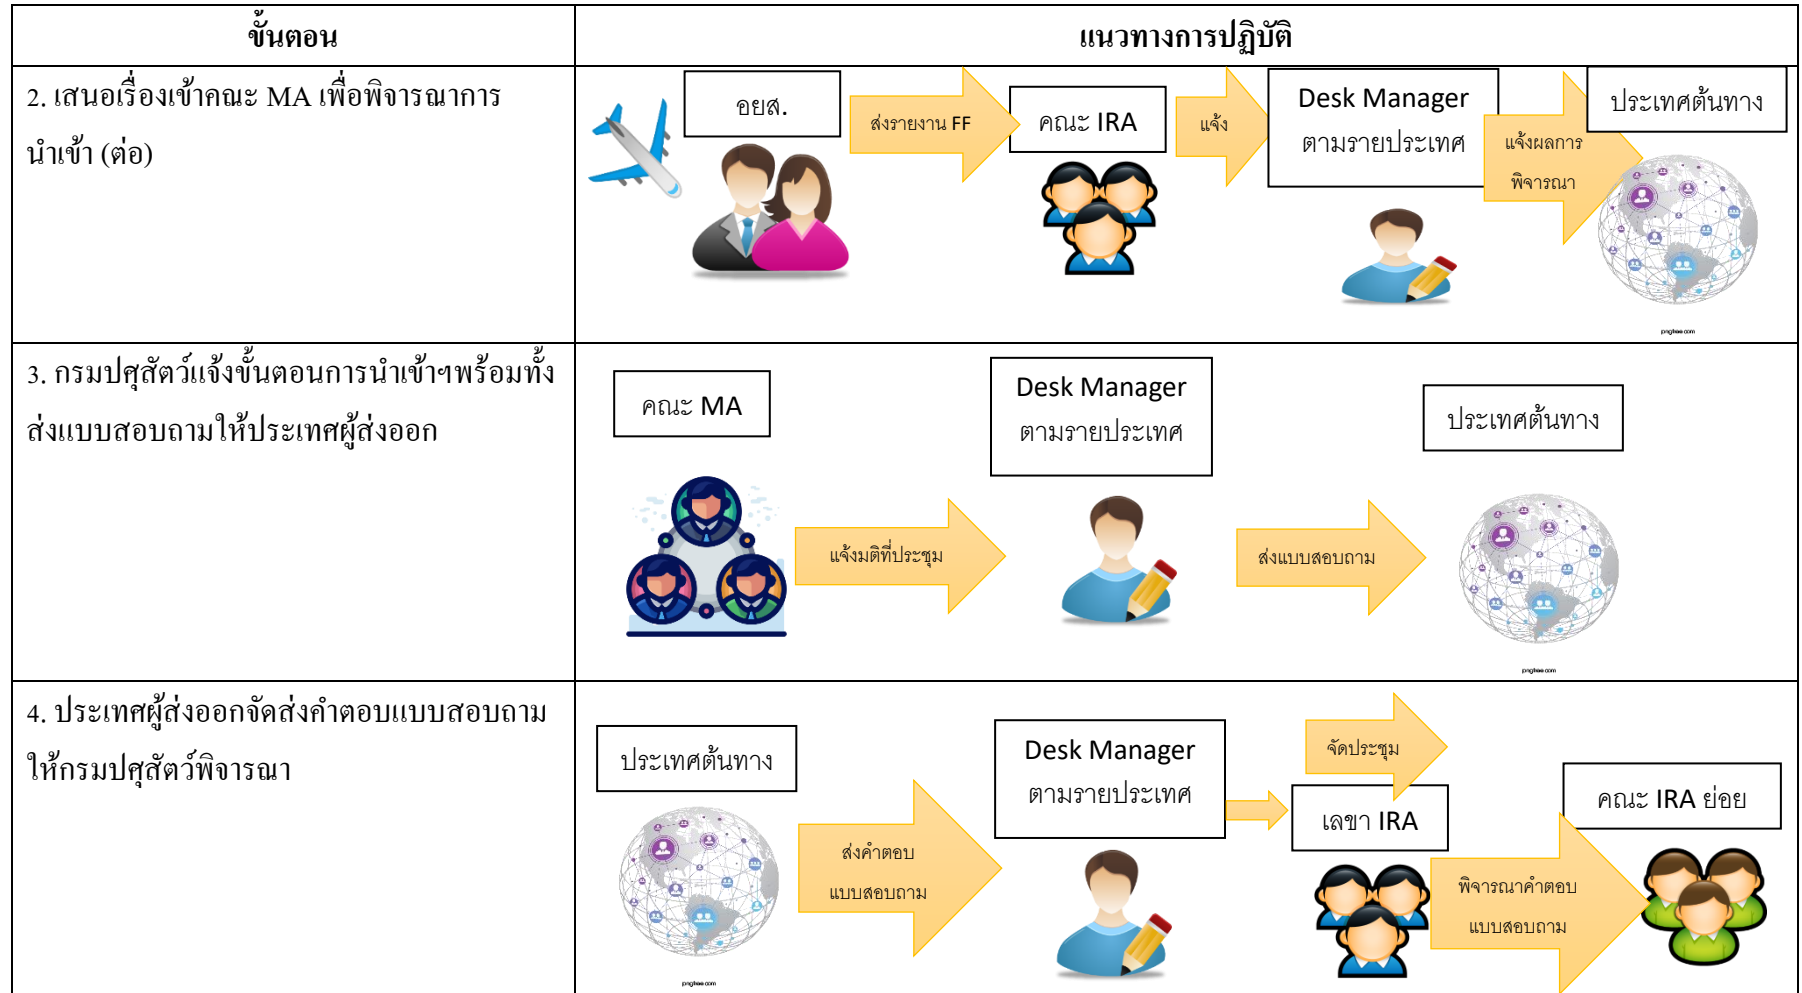 ขั้นตอน
แนวทางการปฏิบัติ
2. เสนอเรื่องเข้าคณะ MA เพื่อพิจารณาการ
นำเข้า (ต่อ)
อยส.
ส่งรายงาน FF
คณะ IRA
แจ้ง
Desk Manager
ตามรายประเทศ
แจ้งผลการ
พิจารณา
ประเทศต้นทาง
pngtree.com
3. กรมปศุสัตว์แจ้งขั้นตอนการนำเข้าฯพร้อมทั้ง
ส่งแบบสอบถามให้ประเทศผู้ส่งออก
คณะ MA
แจ้งมติที่ประชุม
Desk Manager
ตามรายประเทศ
ส่งแบบสอบถาม
ประเทศต้นทาง
pngtree.com
4. ประเทศผู้ส่งออกจัดส่งคำตอบแบบสอบถาม
ให้กรมปศุสัตว์พิจารณา
ประเทศต้นทาง
pngtree.com
ส่งคำตอบ
แบบสอบถาม
Desk Manager
ตามรายประเทศ
จัดประชุม
เลขา IRA
พิจารณาคำตอบ
แบบสอบถาม
คณะ IRA ย่อย